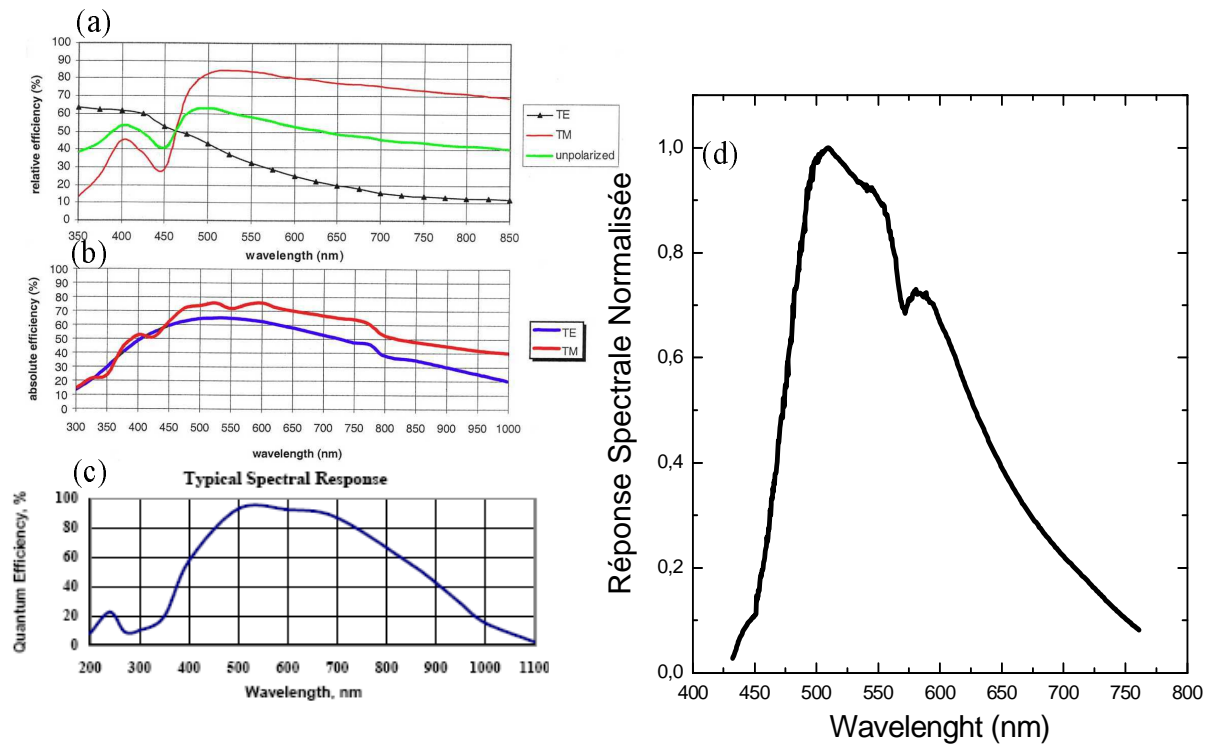 (a)
100
90
80
70
60
50
40
30
20
10
0
relative efficiency (%)
350 400 450 500 550 600 650 700 750 800 850
wavelength (nm)
TE
TM
unpolarized
(b)
100
90
80
70
60
50
40
30
20
10
0
absolute efficiency (%)
300 350 400 450 500 550 600 650 700 750 800 850 900 950 1000
wavelength (nm)
TE
TM
(c)
Typical Spectral Response
100
80
60
40
20
0
Quantum Efficiency, %
200 300 400 500 600 700 800 900 1000 1100
Wavelength, nm
(d)
1,0
0,8
0,6
0,4
0,2
0,0
Réponse Spectrale Normalisée
400 450 500 550 600 650 700 750 800
Wavelenght (nm)